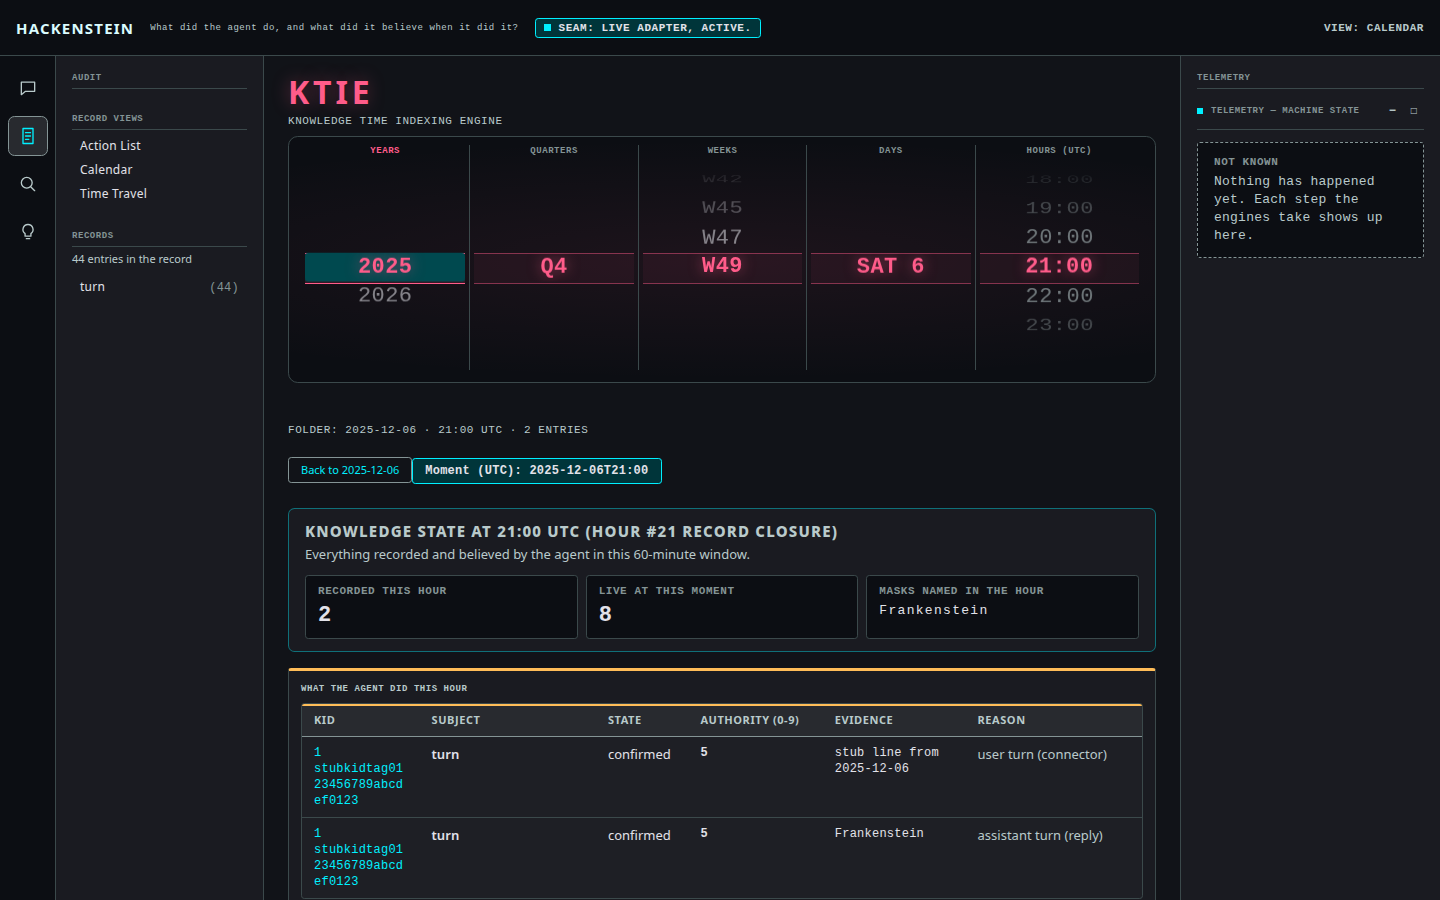 HACKENSTEIN
What did the agent do, and what did it believe when it did it?
SEAM: LIVE ADAPTER, ACTIVE.
VIEW: CALENDAR
AUDIT
RECORD VIEWS
Action List
Calendar
Time Travel
RECORDS
44 entries in the record
turn (44)
KTIE
KNOWLEDGE TIME INDEXING ENGINE
YEARS
2025
2026
QUARTERS
Q4
WEEKS
W42
W45
W47
W49
DAYS
SAT 6
HOURS (UTC)
18:00
19:00
20:00
21:00
22:00
23:00
FOLDER: 2025-12-06 · 21:00 UTC · 2 ENTRIES
Back to 2025-12-06
Moment (UTC): 2025-12-06T21:00
KNOWLEDGE STATE AT 21:00 UTC (HOUR #21 RECORD CLOSURE)
Everything recorded and believed by the agent in this 60-minute window.
RECORDED THIS HOUR
2
LIVE AT THIS MOMENT
8
MASKS NAMED IN THE HOUR
Frankenstein
WHAT THE AGENT DID THIS HOUR
KID SUBJECT STATE AUTHORITY (0-9) EVIDENCE REASON
1
stubkidtag01
23456789abcd
ef0123
turn
confirmed
5
stub line from
2025-12-06
user turn (connector)
1
stubkidtag01
23456789abcd
ef0123
turn
confirmed
5
Frankenstein
assistant turn (reply)
TELEMETRY
TELEMETRY — MACHINE STATE
NOT KNOWN
Nothing has happened
yet. Each step the
engines take shows up
here.